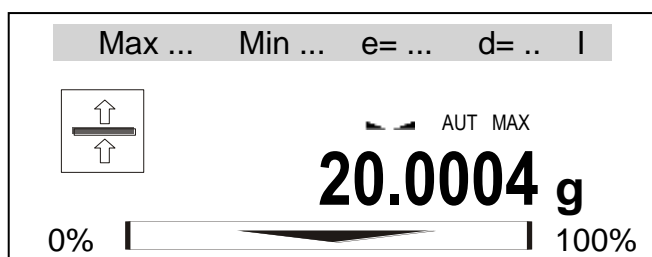 Max ... Min ... e= ... d= .. I
AUT MAX
20.0004 g
0% 100%